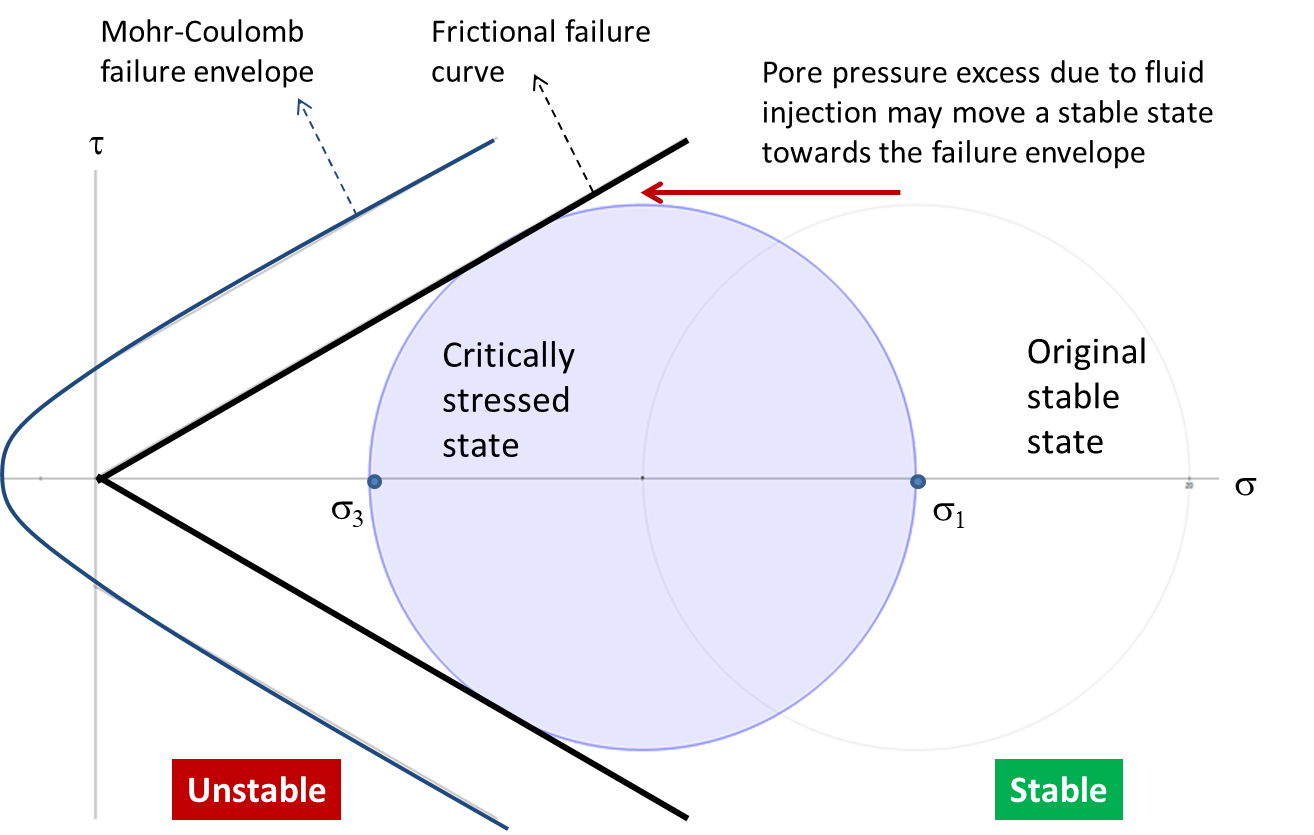 Mohr-Coulomb
failure envelope
Frictional failure
curve
Pore pressure excess due to fluid
injection may move a stable state
towards the failure envelope
τ
Critically
stressed
state
Original
stable
state
σ
σ3
σ1
20
Unstable
Stable